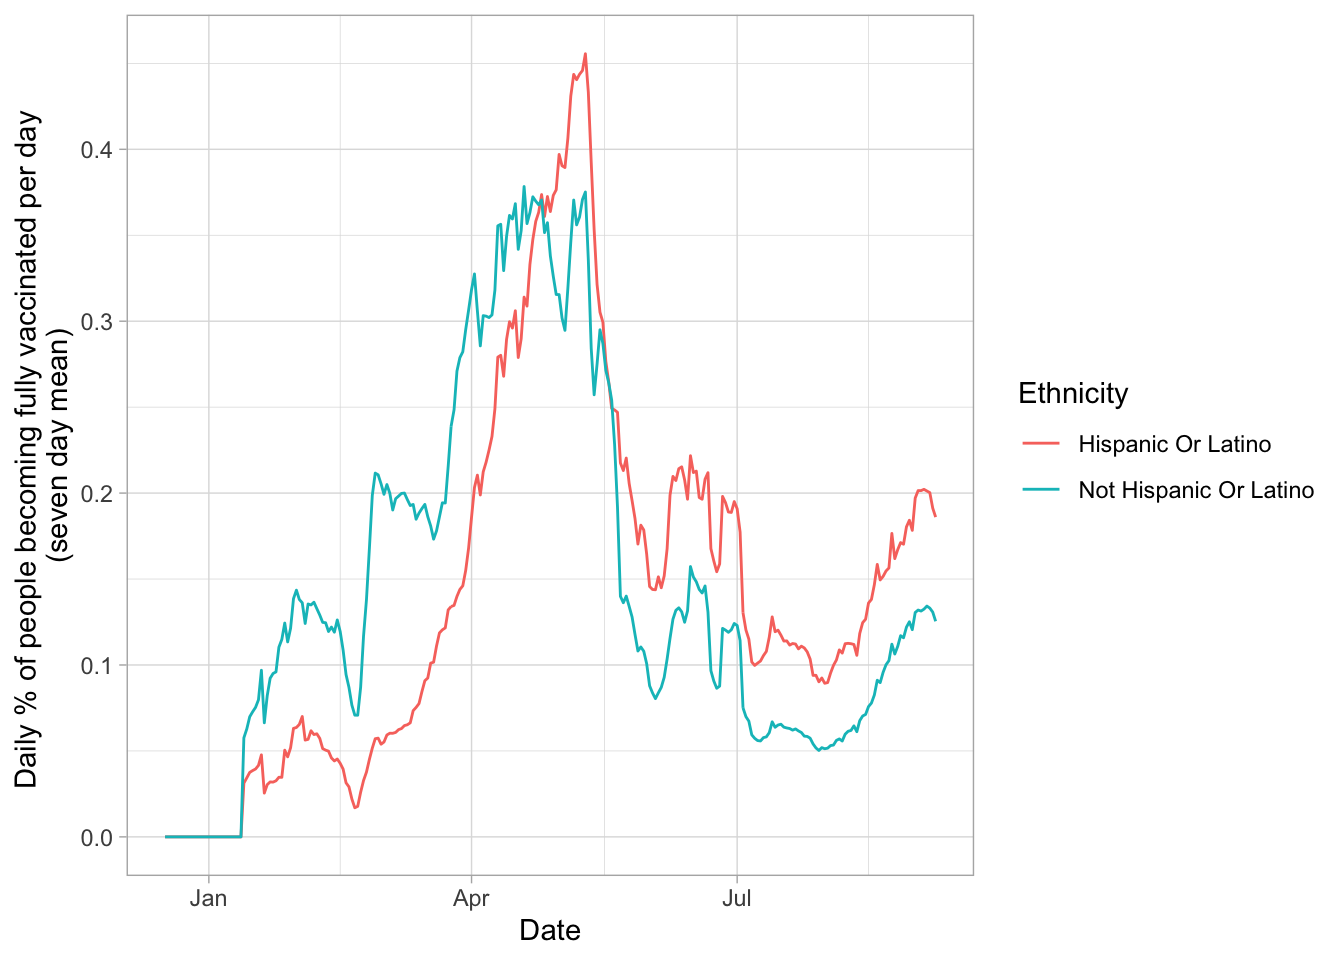 Daily % of people becoming fully vaccinated per day
(seven day mean)
0.4
0.3
0.2
0.1
0.0
Jan
Apr
Jul
Date
Ethnicity
Hispanic Or Latino
Not Hispanic Or Latino